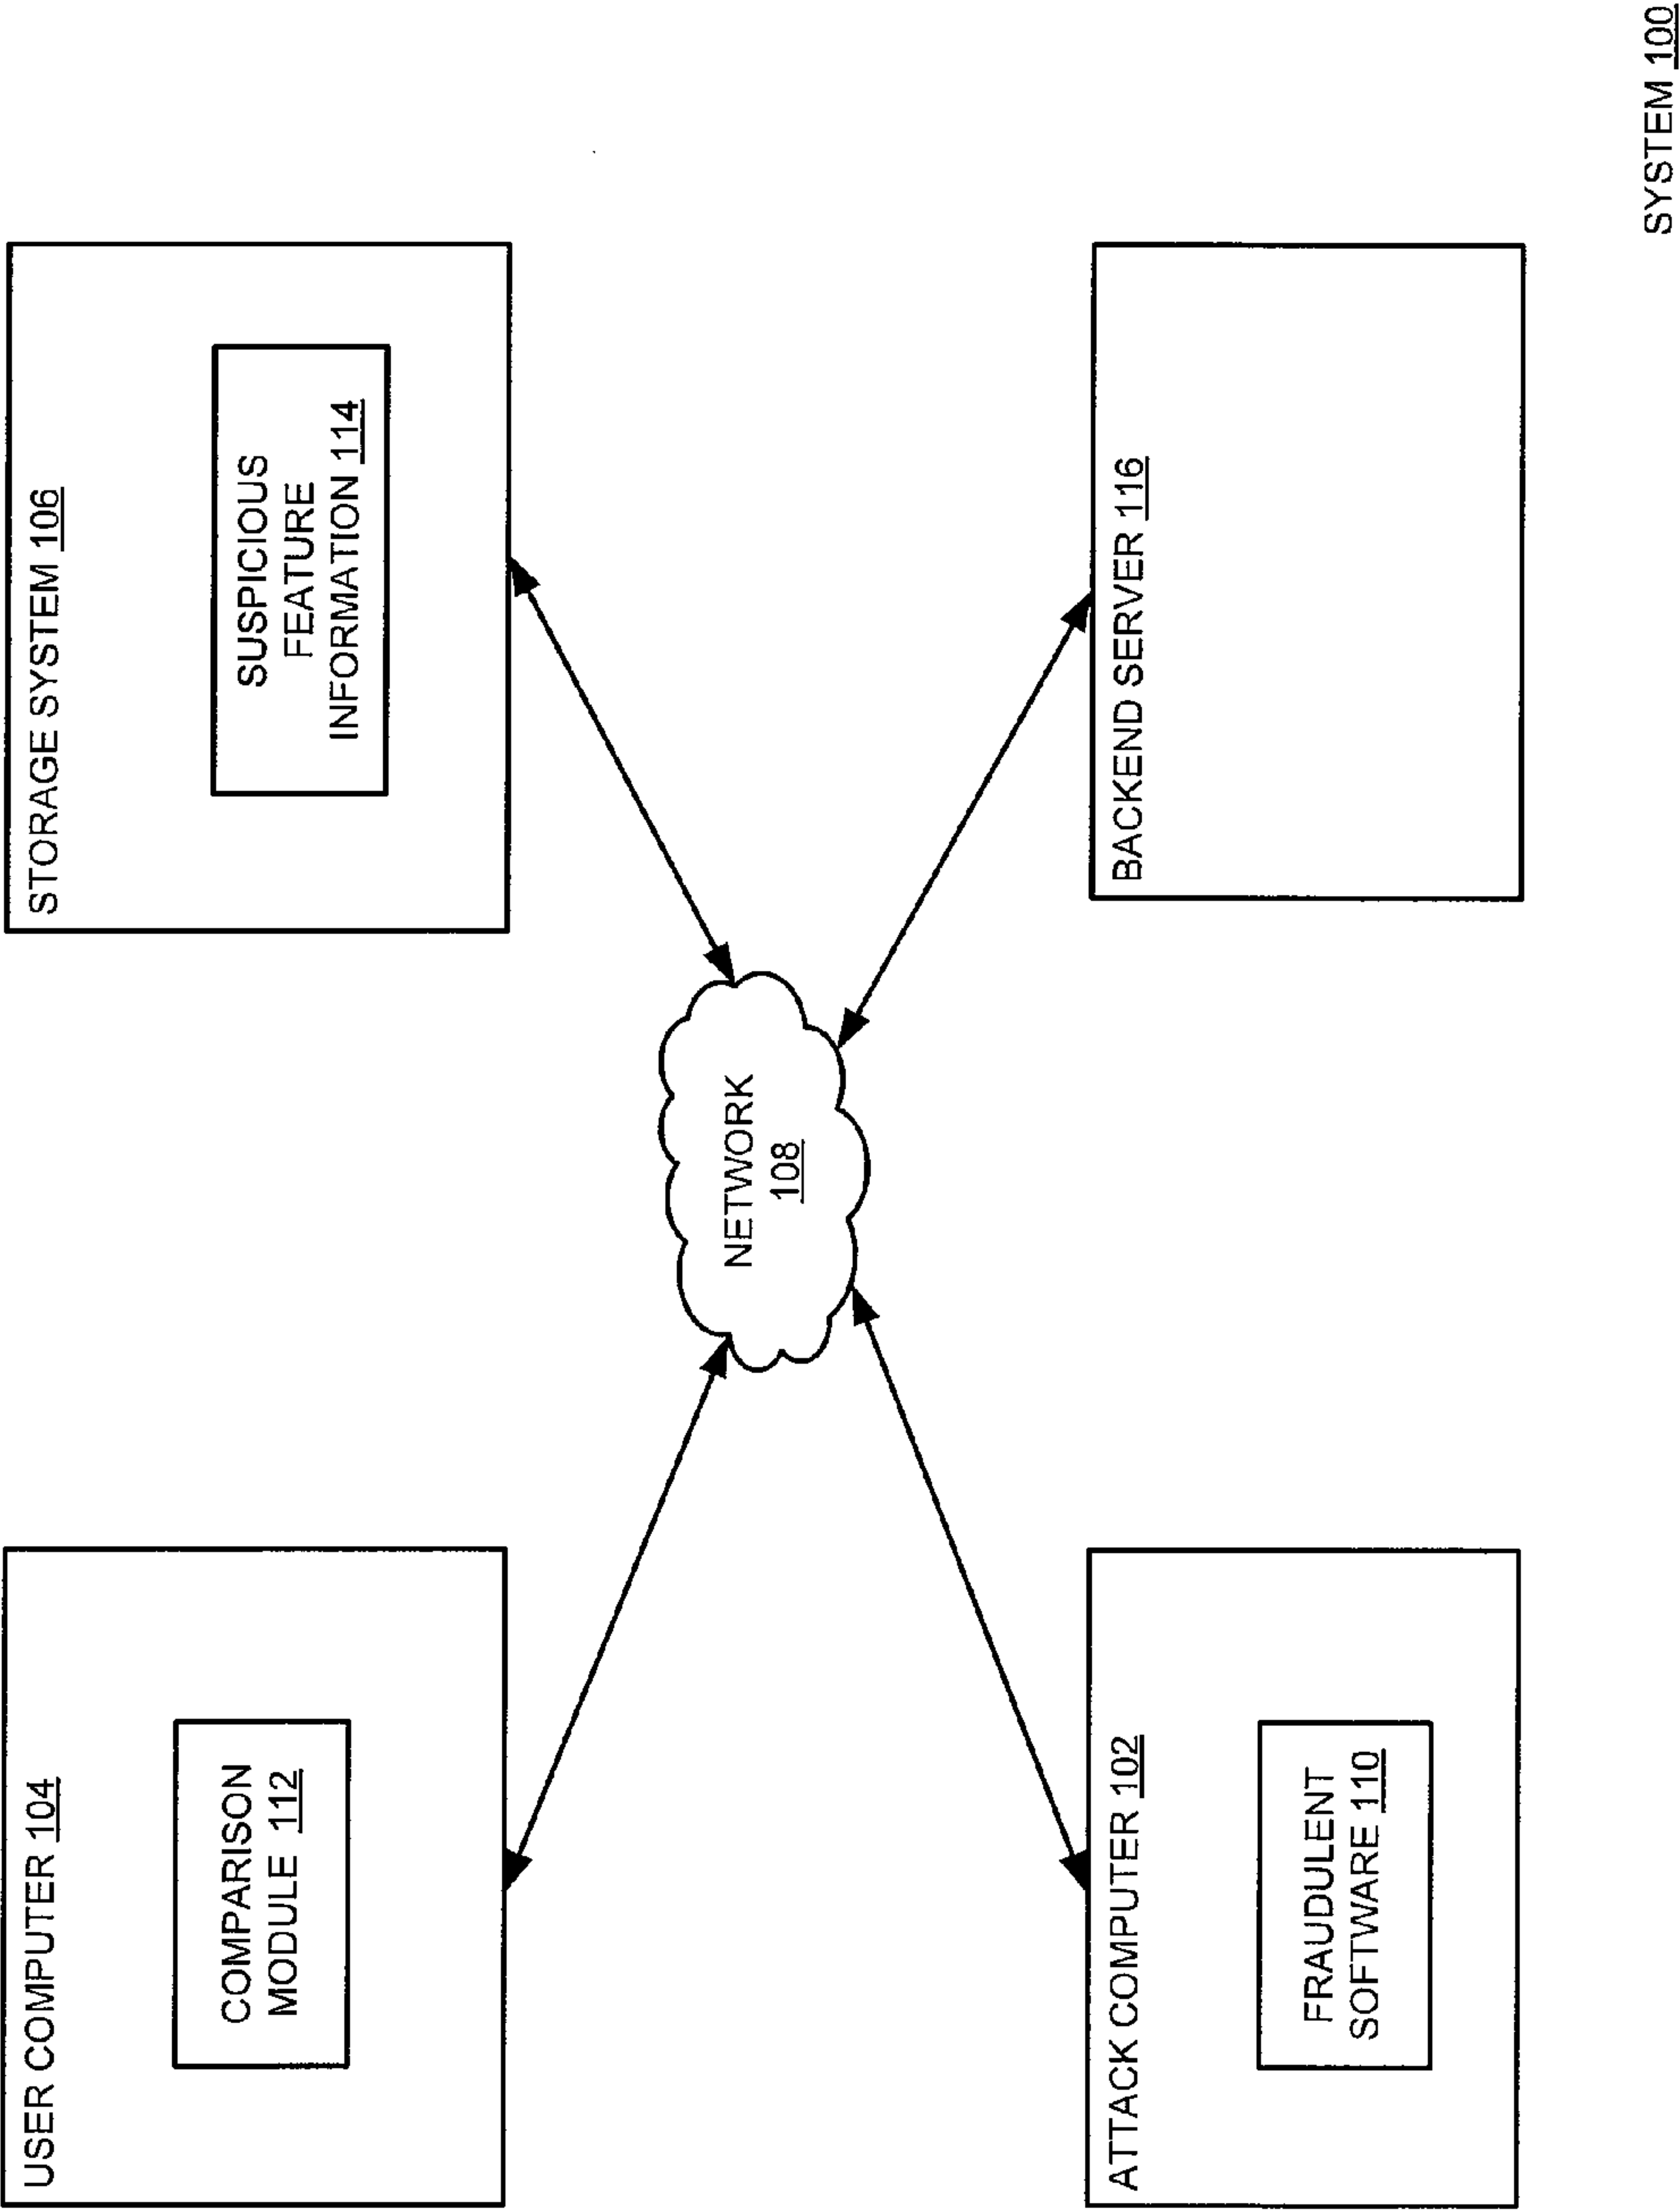 USER COMPUTER 104
COMPARISON
MODULE 112
STORAGE SYSTEM 106
SUSPICIOUS
FEATURE
INFORMATION 114
NETWORK
108
ATTACK COMPUTER 102
FRAUDULENT
SOFTWARE 110
BACKEND SERVER 116
SYSTEM 100